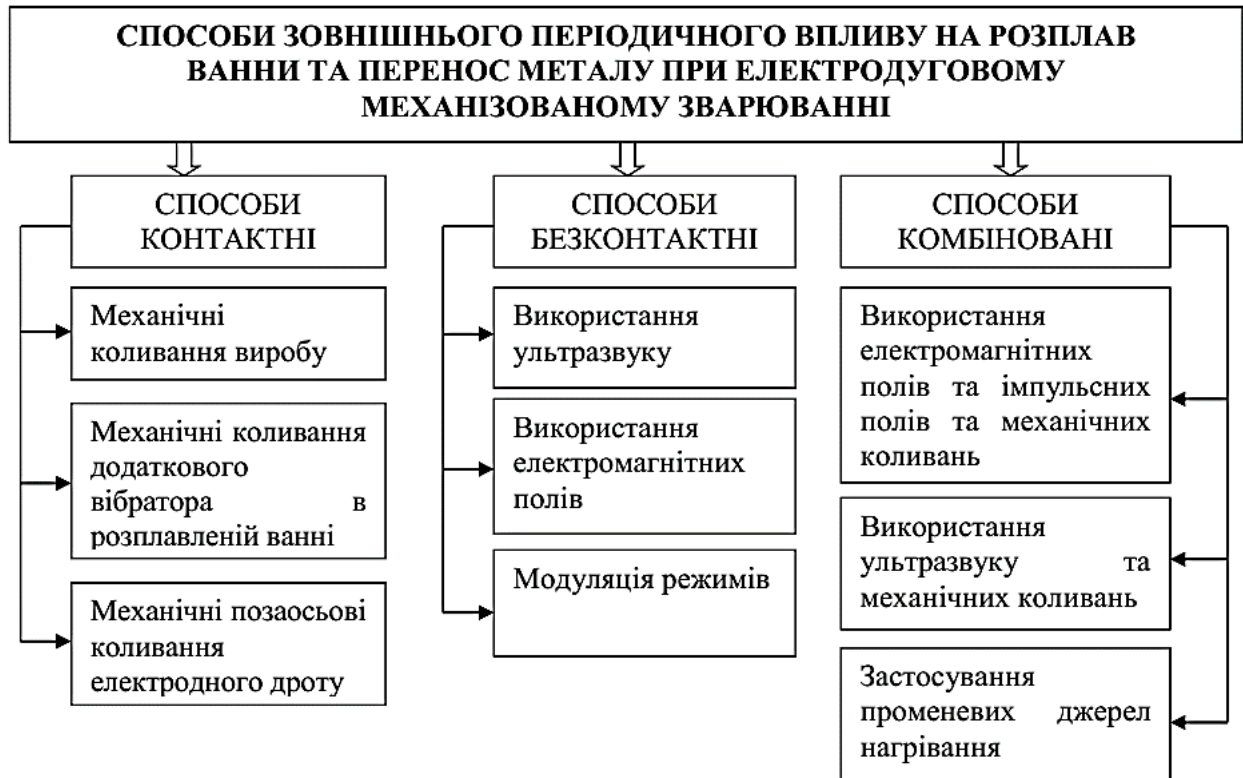 СПОСОБИ ЗОВНІШНЬОГО ПЕРІОДИЧНОГО ВПЛИВУ НА РОЗПЛАВ
ВАННИ ТА ПЕРЕНОС МЕТАЛУ ПРИ ЕЛЕКТРОДУГОВОМУ
МЕХАНІЗОВАНОМУ ЗВАРЮВАННІ
СПОСОБИ
КОНТАКТНІ
Механічні
коливання виробу
Механічні коливання
додаткового
вібратора в
розплавленій ванні
Механічні позаосьові
коливання
електродного дроту
СПОСОБИ
БЕЗКОНТАКТНІ
Використання
ультразвуку
Використання
електромагнітних
полів
Модуляція режимів
СПОСОБИ
КОМБІНОВАНІ
Використання
електромагнітних
полів та імпульсних
полів та механічних
коливань
Використання
ультразвуку та
механічних коливань
Застосування
променевих джерел
нагрівання